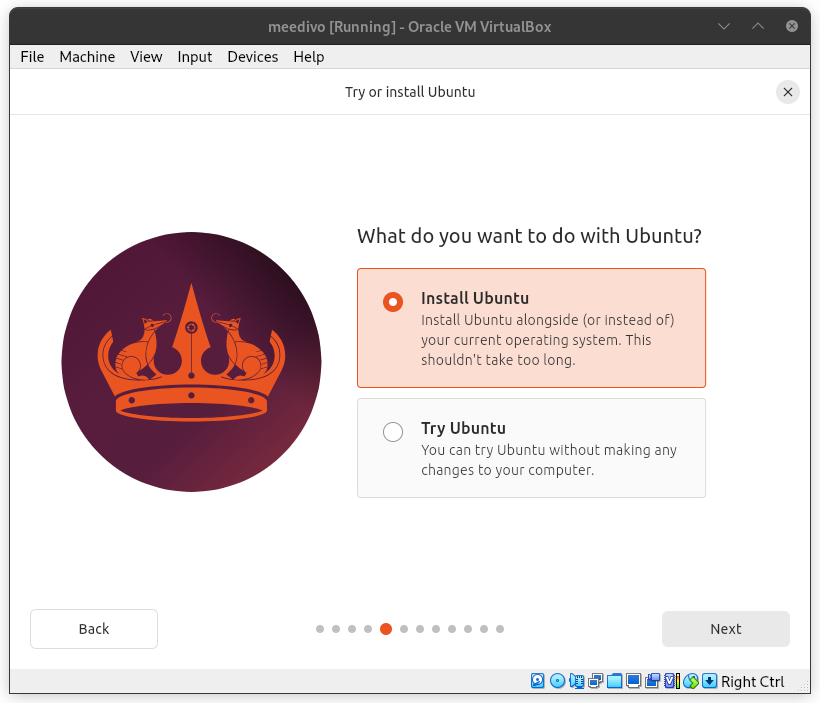 meedivo [Running] - Oracle VM VirtualBox
File Machine View Input Devices Help
Try or install Ubuntu
What do you want to do with Ubuntu?
Install Ubuntu
Install Ubuntu alongside (or instead of)
your current operating system. This
shouldn't take too long.
Try Ubuntu
You can try Ubuntu without making any
changes to your computer.
Back
Next
Right Ctrl